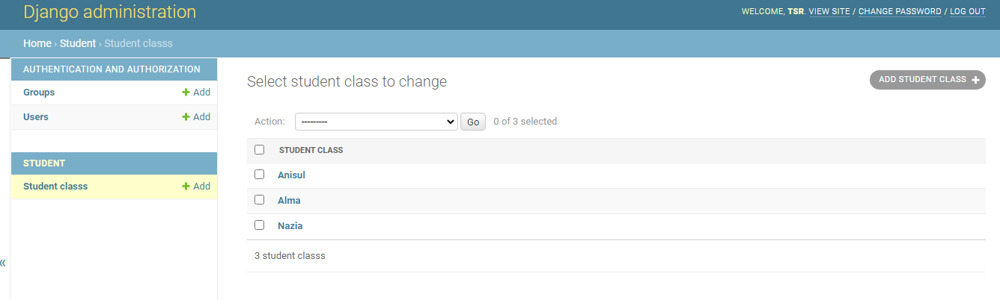 Django administration
WELCOME, TSR. VIEW SITE / CHANGE PASSWORD / LOG OUT
Home › Student › Student classs
AUTHENTICATION AND AUTHORIZATION
Groups + Add
Users + Add
STUDENT
Student classs + Add
«
Select student class to change
ADD STUDENT CLASS +
Action: --------- Go 0 of 3 selected
STUDENT CLASS
Anisul
Alma
Nazia
3 student classs